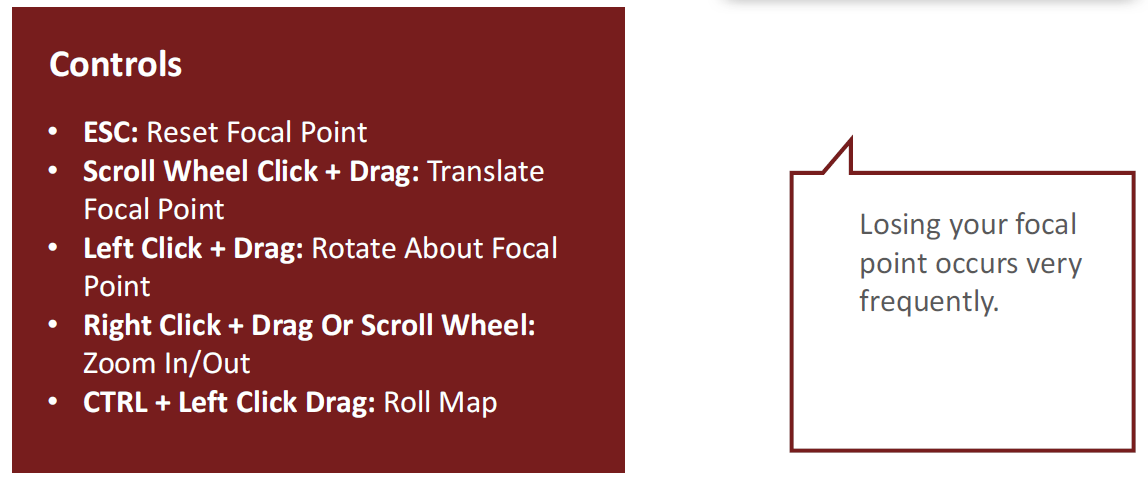 Controls
• ESC: Reset Focal Point
• Scroll Wheel Click + Drag: Translate
Focal Point
• Left Click + Drag: Rotate About Focal
Point
• Right Click + Drag Or Scroll Wheel:
Zoom In/Out
• CTRL + Left Click Drag: Roll Map
Losing your focal
point occurs very
frequently.